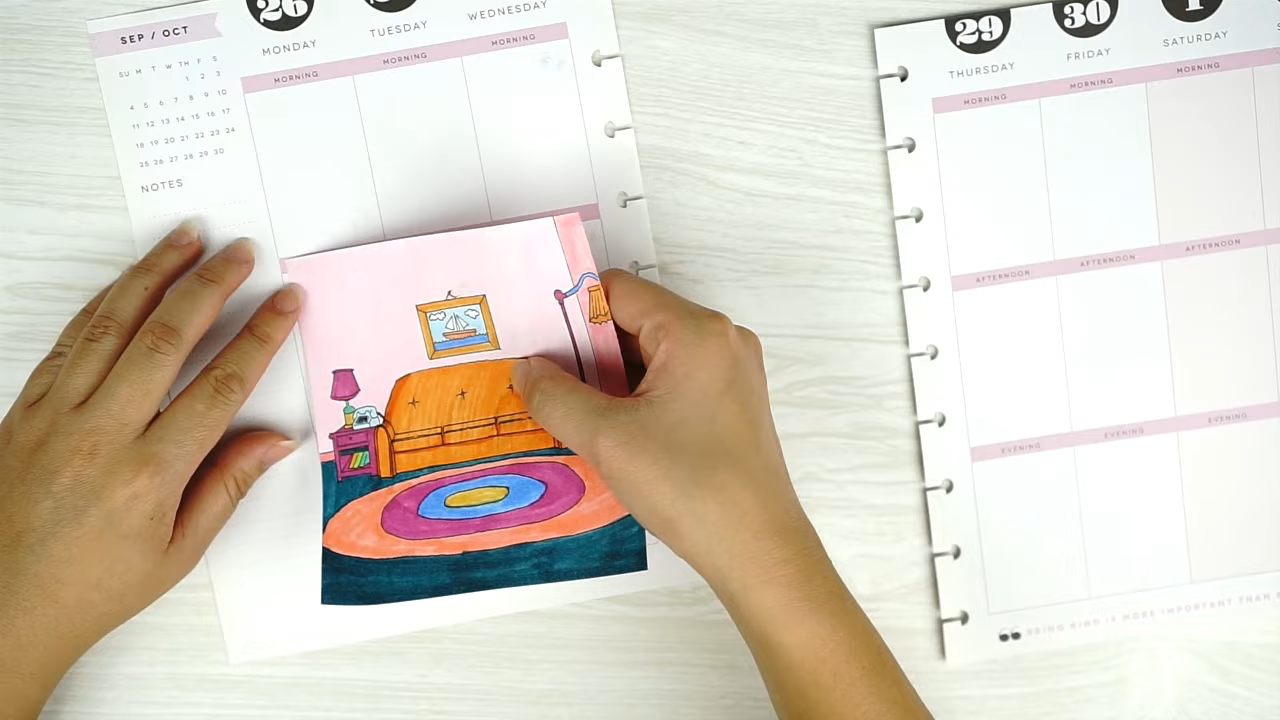 SEP / OCT
SU M T W TH F S
1 2 3
4 5 6 7 8 9 10
11 12 13 14 15 16 17
18 19 20 21 22 23 24
25 26 27 28 29 30
NOTES
26
MONDAY
TUESDAY
WEDNESDAY
MORNING
MORNING
MORNING
29
30
1
THURSDAY
FRIDAY
SATURDAY
MORNING
MORNING
MORNING
AFTERNOON
AFTERNOON
AFTERNOON
EVENING
EVENING
EVENING
BEING KIND IS MORE IMPORTANT THAN